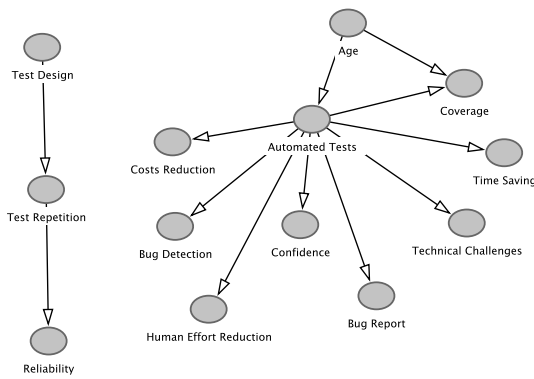 Age
Test Design
Coverage
Automated Tests
Costs Reduction
Time Saving
Test Repetition
Bug Detection
Confidence
Technical Challenges
Human Effort Reduction
Bug Report
Reliability